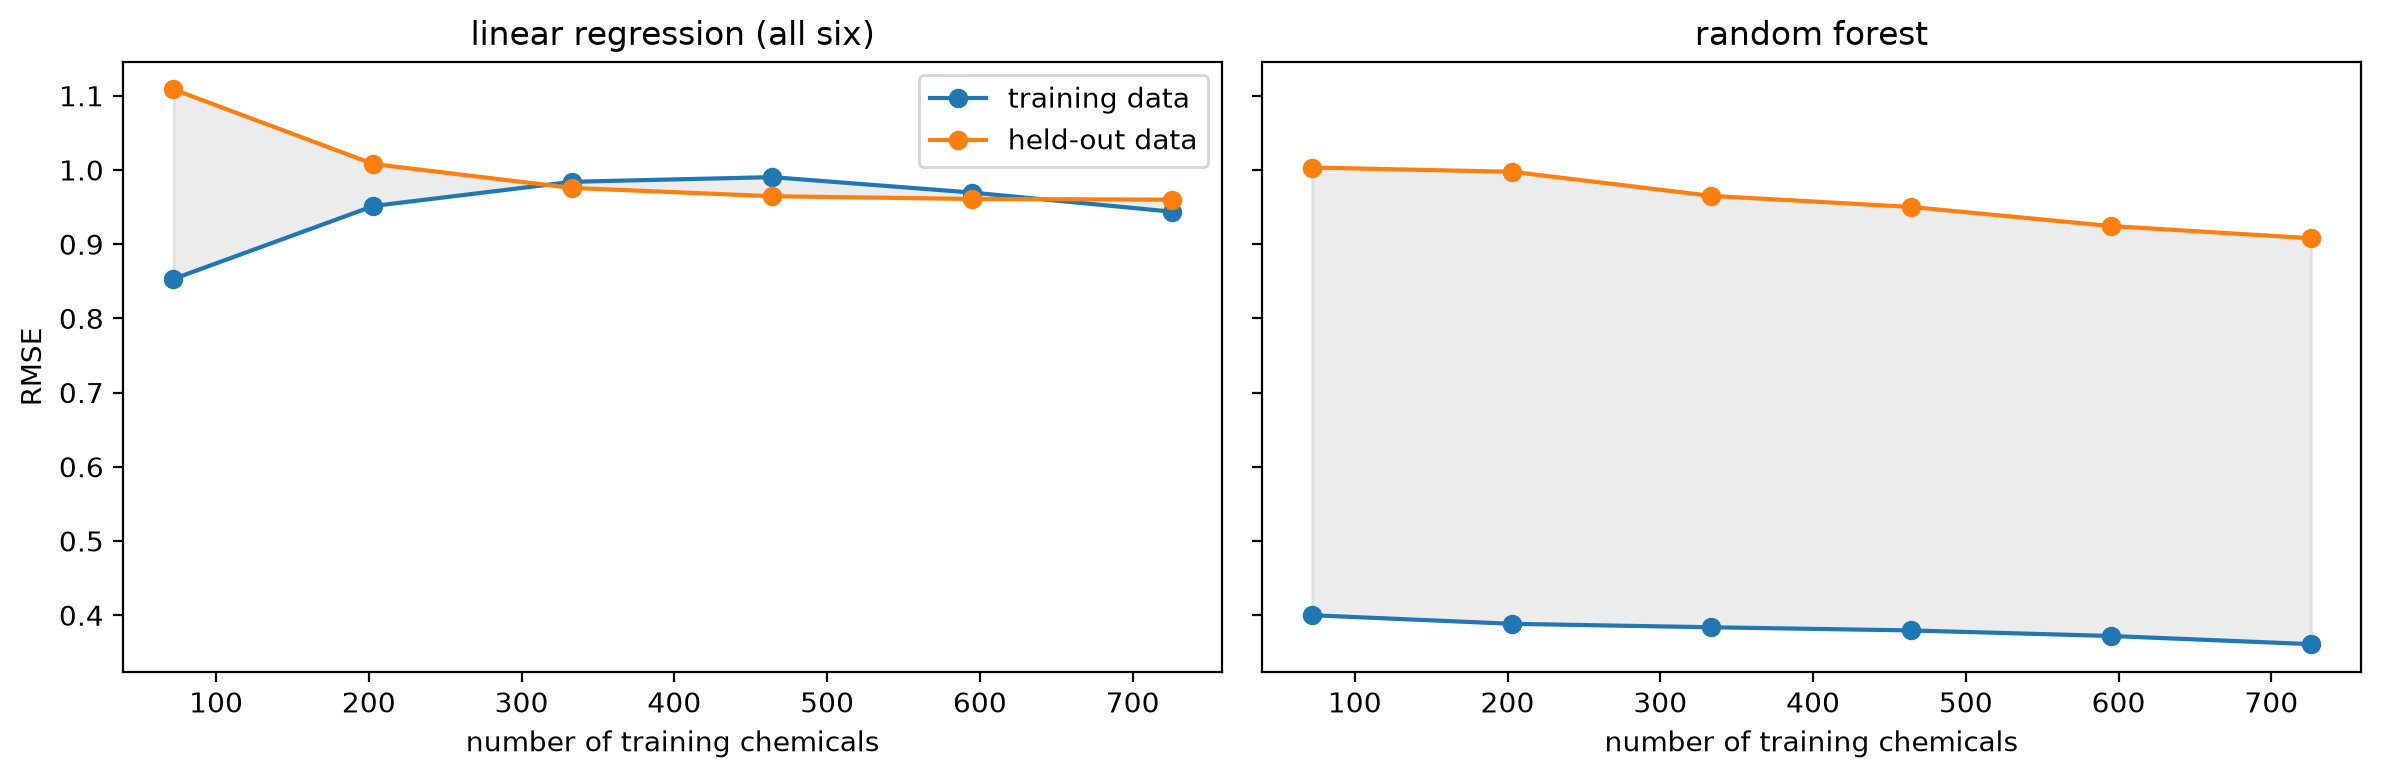 linear regression (all six)
random forest
training data
held-out data
RMSE
1.1
1.0
0.9
0.8
0.7
0.6
0.5
0.4
100 200 300 400 500 600 700
100 200 300 400 500 600 700
number of training chemicals
number of training chemicals